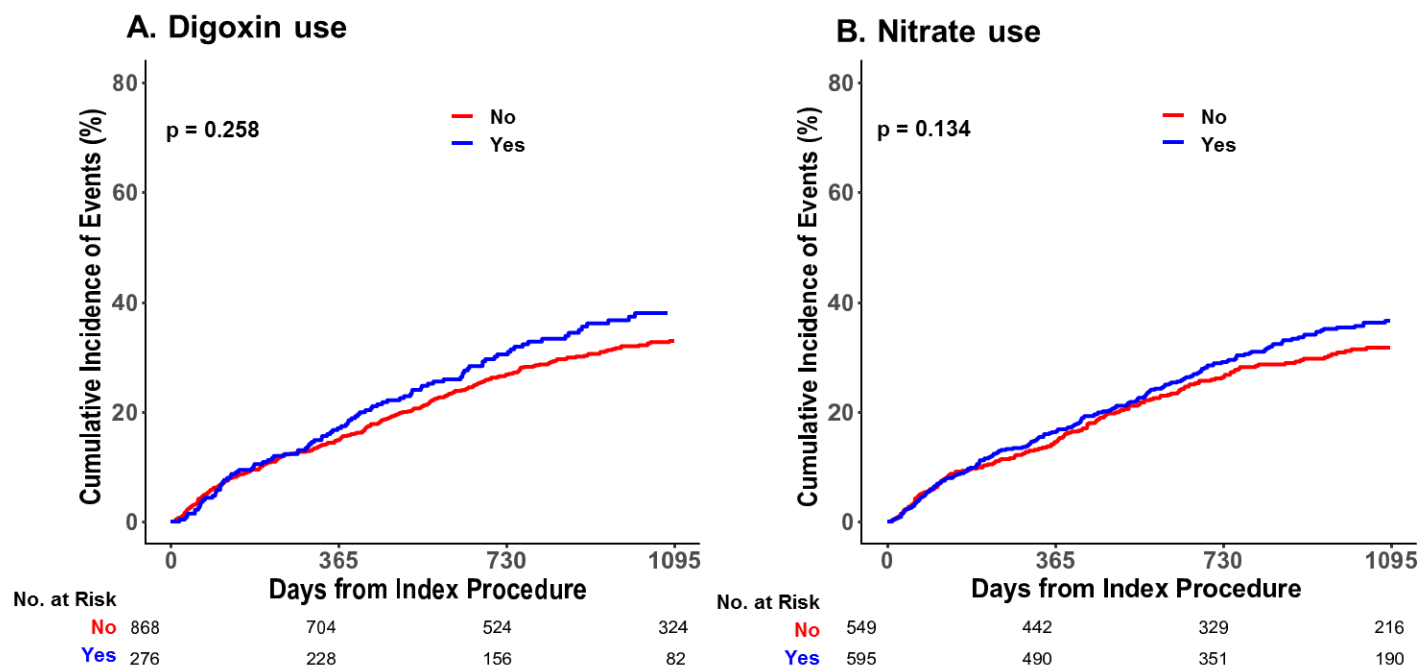 A. Digoxin use
Cumulative Incidence of Events (%)
80
60
40
20
0
p = 0.258
No
Yes
0 365 730 1095
Days from Index Procedure
No. at Risk
No 868 704 524 324
Yes 276 228 156 82
B. Nitrate use
Cumulative Incidence of Events (%)
80
60
40
20
0
p = 0.134
No
Yes
0 365 730 1095
Days from Index Procedure
No. at Risk
No 549 442 329 216
Yes 595 490 351 190